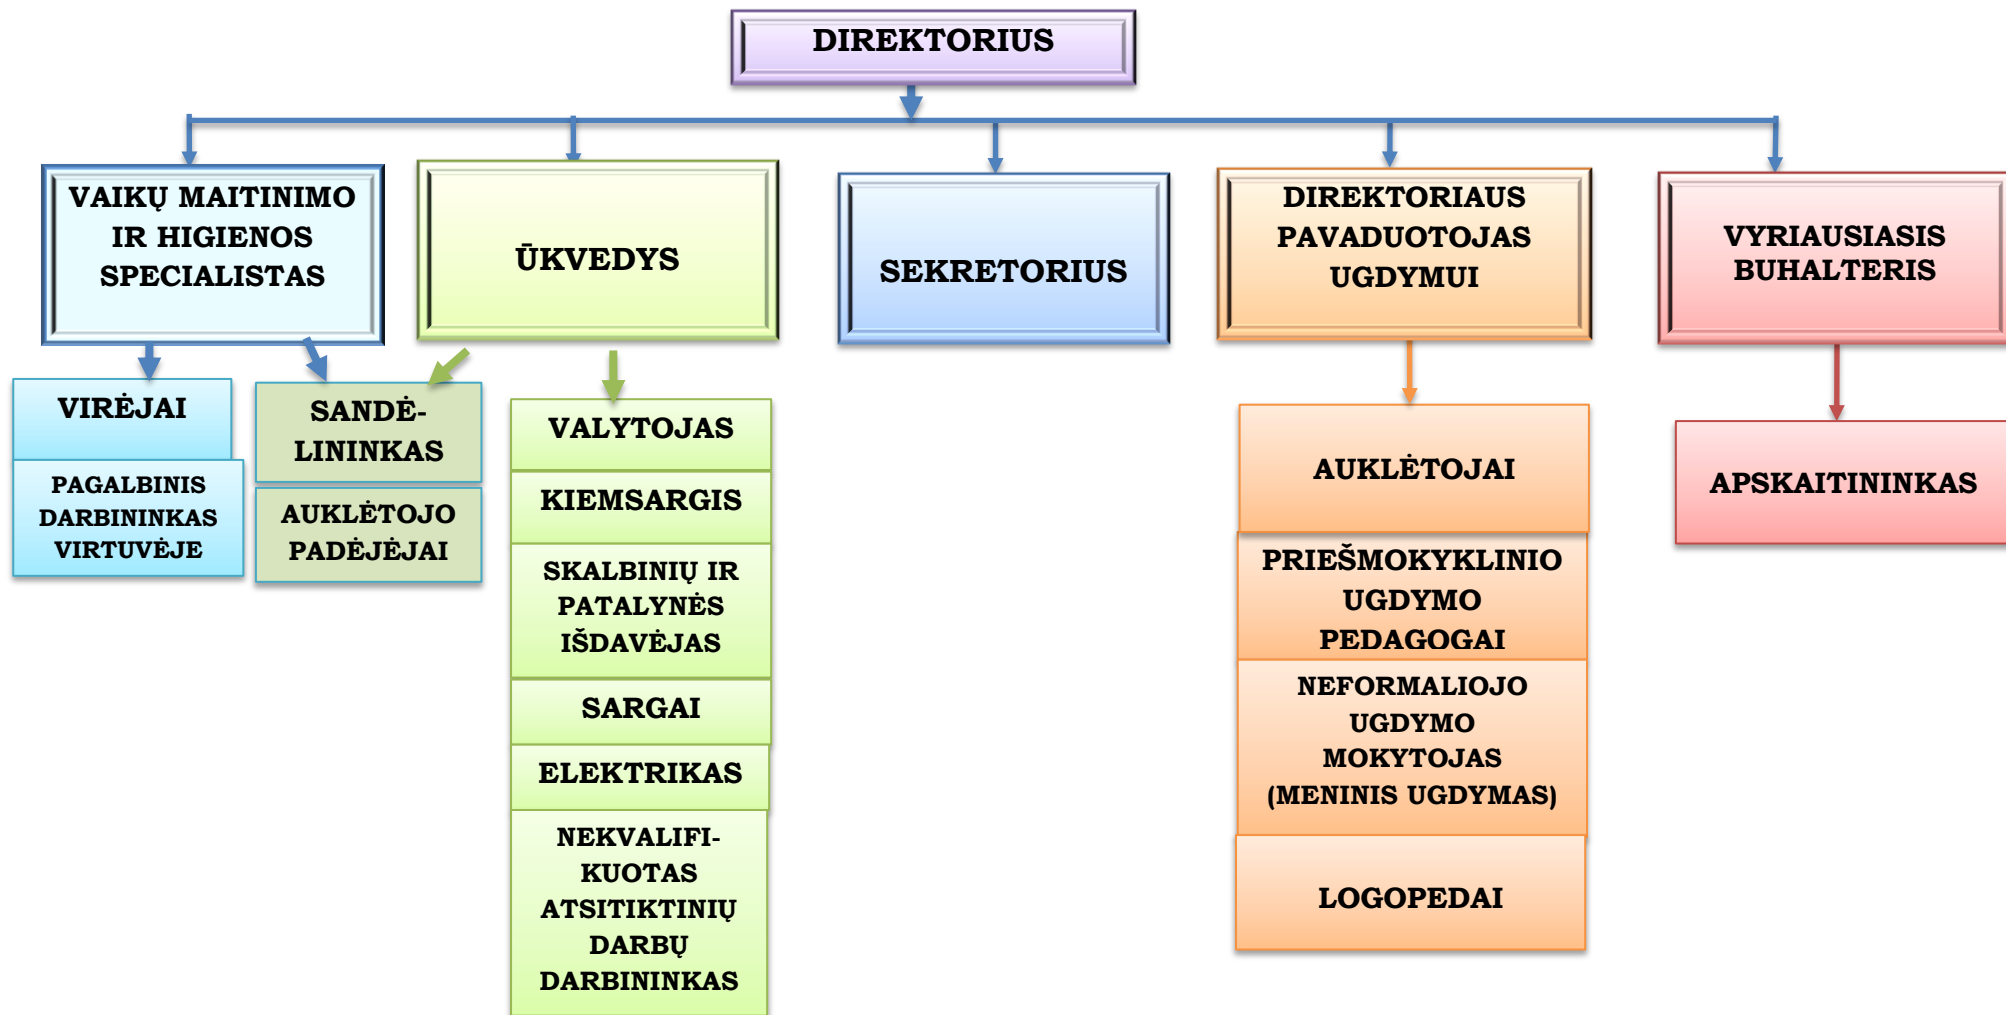 DIREKTORIUS
VAIKŲ MAITINIMO
IR HIGIENOS
SPECIALISTAS
ŪKVEDYS
SEKRETORIUS
DIREKTORIAUS
PAVADUOTOJAS
UGDYMUI
VYRIAUSIASIS
BUHALTERIS
VIRĖJAI
PAGALBINIS
DARBININKAS
VIRTUVĖJE
SANDĖ-
LININKAS
AUKLĖTOJO
PADĖJĖJAI
VALYTOJAS
KIEMSARGIS
SKALBINIŲ IR
PATALYNĖS
IŠDAVĖJAS
SARGAI
ELEKTRIKAS
NEKVALIFI-
KUOTAS
ATSITIKTINIŲ
DARBŲ
DARBININKAS
AUKLĖTOJAI
PRIEŠMOKYKLINIO
UGDYMO
PEDAGOGAI
NEFORMALIOJO
UGDYMO
MOKYTOJAS
(MENINIS UGDYMAS)
LOGOPEDAI
APSKAITININKAS